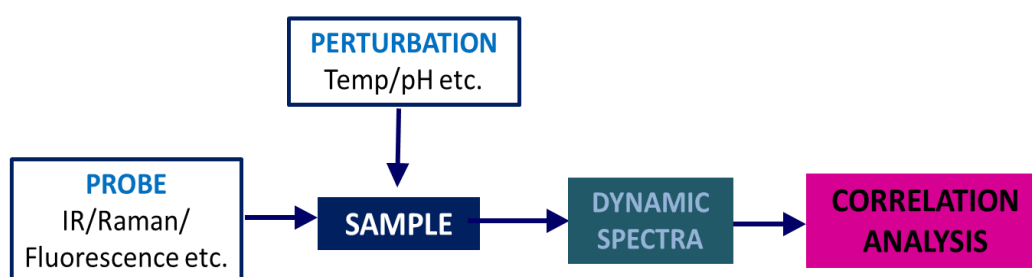 PERTURBATION
Temp/pH etc.
PROBE
IR/Raman/
Fluorescence etc.
SAMPLE
DYNAMIC
SPECTRA
CORRELATION
ANALYSIS